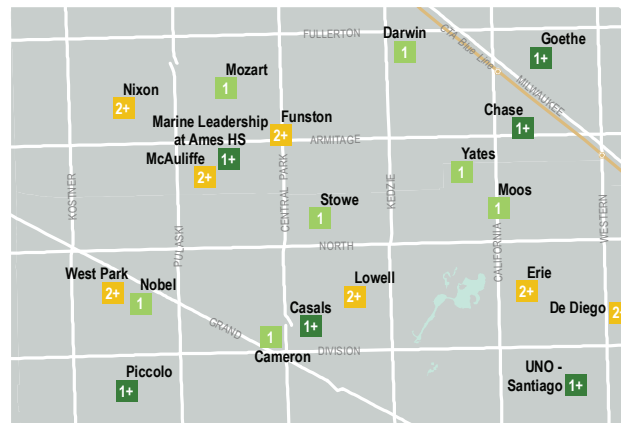 FULLERTON
Darwin
1
CTA Blue Line
Goethe
1+
MILWAUKEE
Mozart
1
Nixon
2+
Chase
1+
Marine Leadership
at Ames HS
1+
Funston
2+
ARMITAGE
McAuliffe
2+
Yates
1
KOSTNER
PULASKI
CENTRAL PARK
KEDZIE
CALIFORNIA
WESTERN
Stowe
1
Moos
1
NORTH
West Park
2+
Nobel
1
Lowell
2+
Erie
2+
De Diego
2+
Casals
1+
GRAND
Cameron
1
DIVISION
Piccolo
1+
UNO -
Santiago
1+